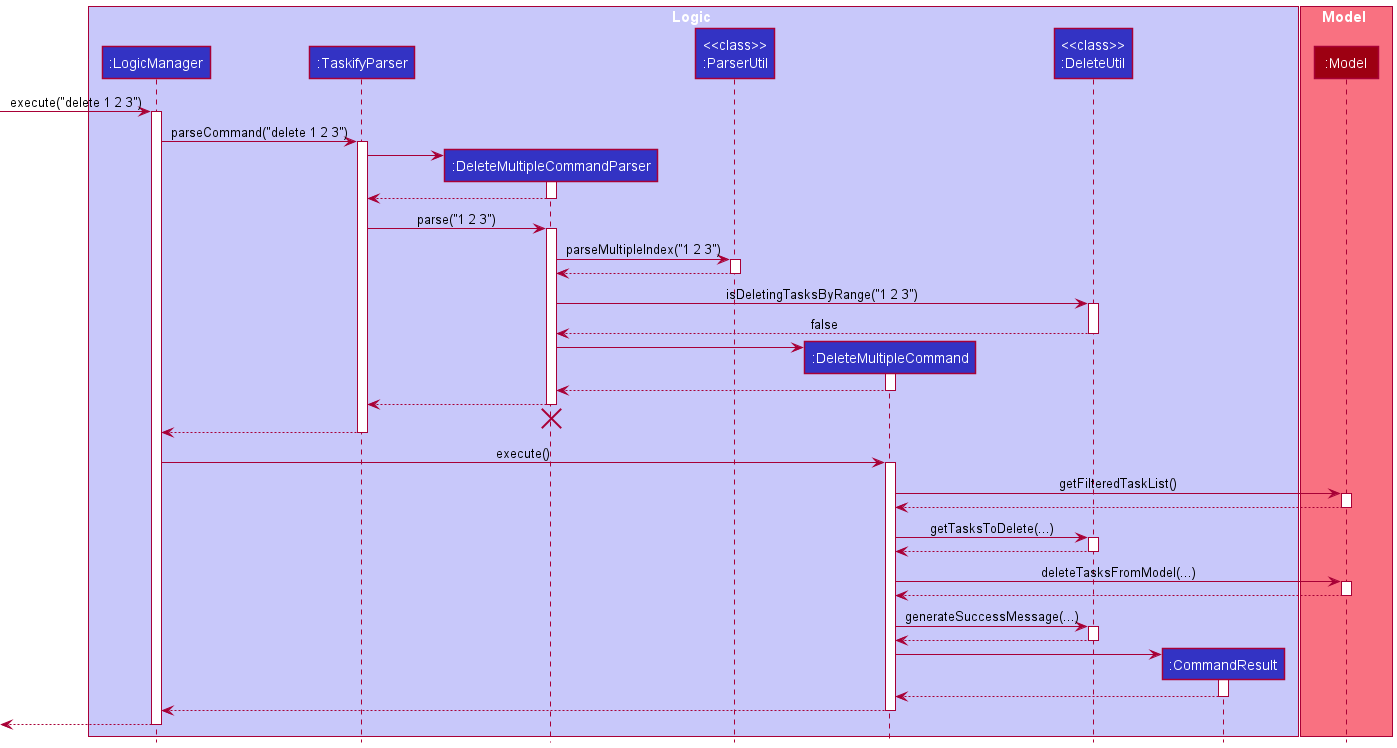 Logic
Model
<<class>>
:ParserUtil
<<class>>
:DeleteUtil
:LogicManager
:TaskifyParser
:Model
execute("delete 1 2 3")
parseCommand("delete 1 2 3")
:DeleteMultipleCommandParser
parse("1 2 3")
parseMultipleIndex("1 2 3")
isDeletingTasksByRange("1 2 3")
false
:DeleteMultipleCommand
execute()
getFilteredTaskList()
getTasksToDelete(...)
deleteTasksFromModel(...)
generateSuccessMessage(...)
:CommandResult